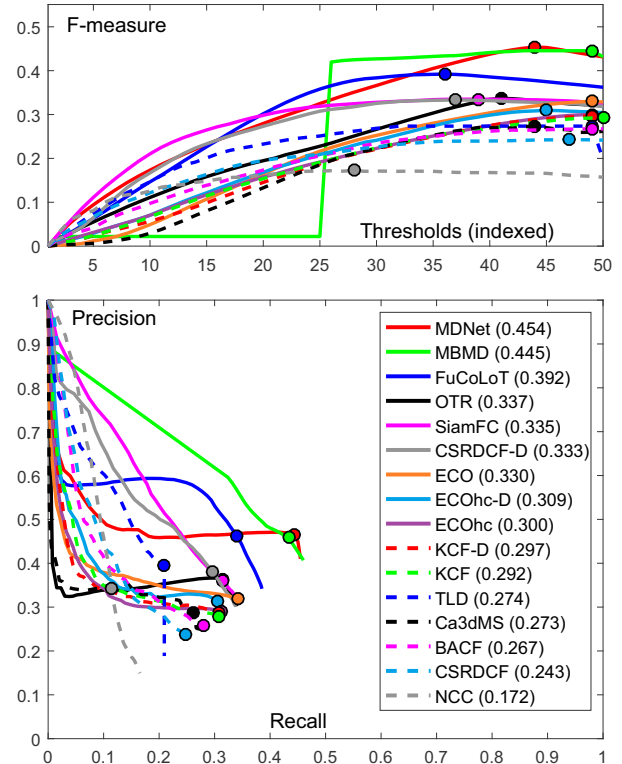 F-measure
0.5
0.4
0.3
0.2
0.1
0
Thresholds (indexed)
5 10 15 20 25 30 35 40 45 50
Precision
1
0.9
0.8
0.7
0.6
0.5
0.4
0.3
0.2
0.1
0
MDNet (0.454)
MBMD (0.445)
FuCoLoT (0.392)
OTR (0.337)
SiamFC (0.335)
CSRDCF-D (0.333)
ECO (0.330)
ECOhc-D (0.309)
ECOhc (0.300)
KCF-D (0.297)
KCF (0.292)
TLD (0.274)
Ca3dMS (0.273)
BACF (0.267)
CSRDCF (0.243)
NCC (0.172)
Recall
0 0.1 0.2 0.3 0.4 0.5 0.6 0.7 0.8 0.9 1